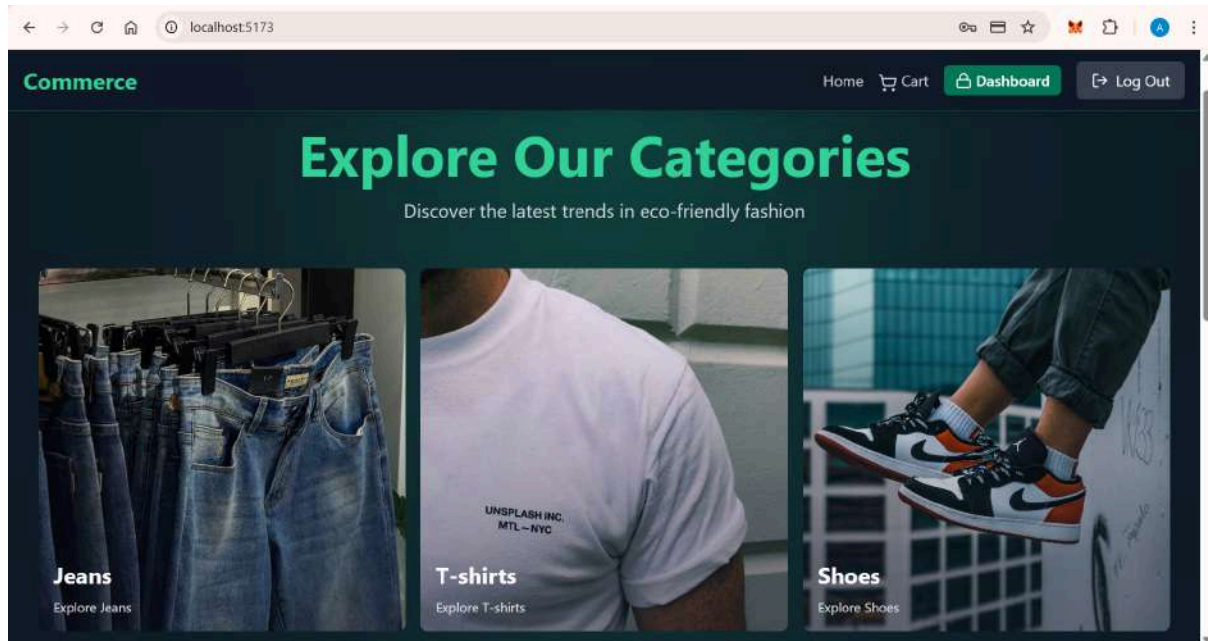 localhost:5173
A
Commerce
Home Cart Dashboard Log Out
Explore Our Categories
Discover the latest trends in eco-friendly fashion
UNSPLASH INC.
MTL–NYC
Jeans
Explore Jeans
T-shirts
Explore T-shirts
Shoes
Explore Shoes